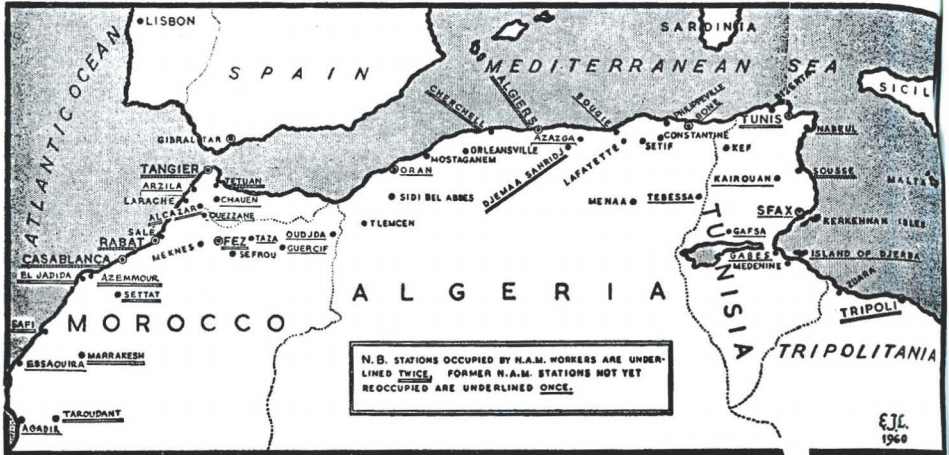 LISBON
SPAIN
SARDINIA
MEDITERRANEAN SEA
SICIL
ATLANTIC OCEAN
GIBRALTAR
CHERCHELL
ALGIERS
BOUGIE
PHILIPPEVILLE
BONE
BIZERTA
TUNIS
NABEUL
AZAZGA
CONSTANTINE
ORLEANSVILLE
MOSTAGANEM
SETIF
KEF
LAFAYETTE
DJEMAA SAHRIDJ
TANGIER
TETUAN
ORAN
KAIROUAN
SOUSSE
MALTA
ARZILA
CHAUEN
LARACHE
SIDI BEL ABBES
MENAA
TEBESSA
ALCAZAR
OUEZZANE
SFAX
KERKENNAH ISLES
TLEMCEN
SALE
RABAT
MEKNES
FEZ
TAZA
OUDJDA
GUERCIF
SEFROU
GAFSA
CASABLANCA
GABES
ISLAND OF DJERBA
MEDENINE
EL JADIDA
AZEMMOUR
SETTAT
ZUARA
ALGERIA
TUNISIA
TRIPOLI
SAFI
MOROCCO
TRIPOLITANIA
ESSAOUIRA
MARRAKESH
N.B. STATIONS OCCUPIED BY N.A.M. WORKERS ARE UNDER-
LINED TWICE. FORMER N.A.M. STATIONS NOT YET
REOCCUPIED ARE UNDERLINED ONCE.
TAROUDANT
AGADIR
E.J.L.
1960